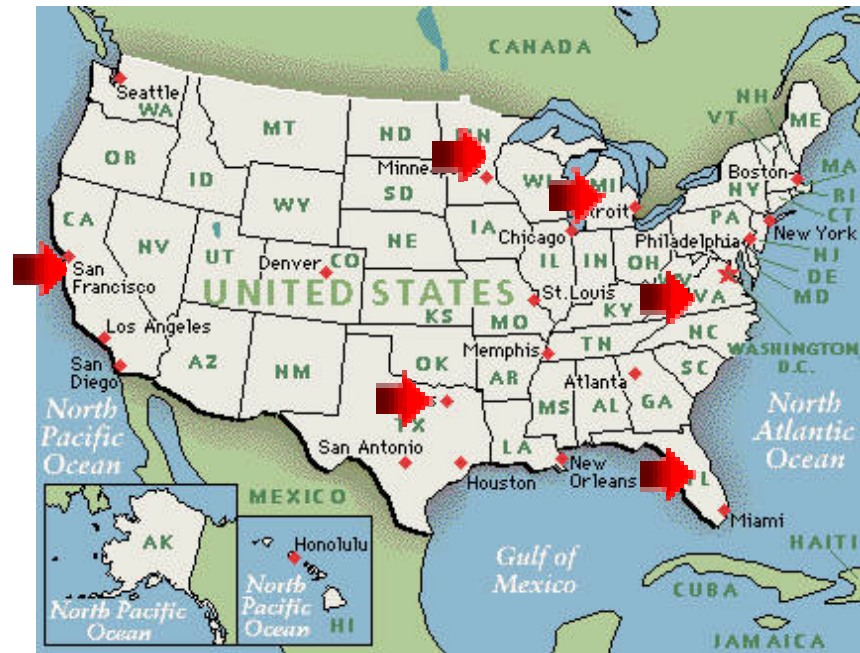 CANADA
Seattle
WA
MT
ND
NH
VT
ME
OR
ID
Minne
MA
SD
WI
MI
Boston
NY
RI
WY
CT
CA
IA
PA
NV
NE
Chicago
Philadelphia
New York
UT
Denver
CO
IL
IN
OH
NJ
San
Francisco
DE
UNITED STATES
St. Louis
VA
MD
KS
MO
KY
Los Angeles
NC
WASHINGTON
D.C.
Memphis
TN
OK
AZ
NM
AR
SC
San
Diego
Atlanta
North
Pacific
Ocean
MS
AL
GA
North
Atlantic
Ocean
TX
San Antonio
LA
Houston
New
Orleans
MEXICO
Miami
AK
Honolulu
Gulf of
Mexico
HAITI
North Pacific
Ocean
North
Pacific
Ocean
HI
CUBA
JAMAICA